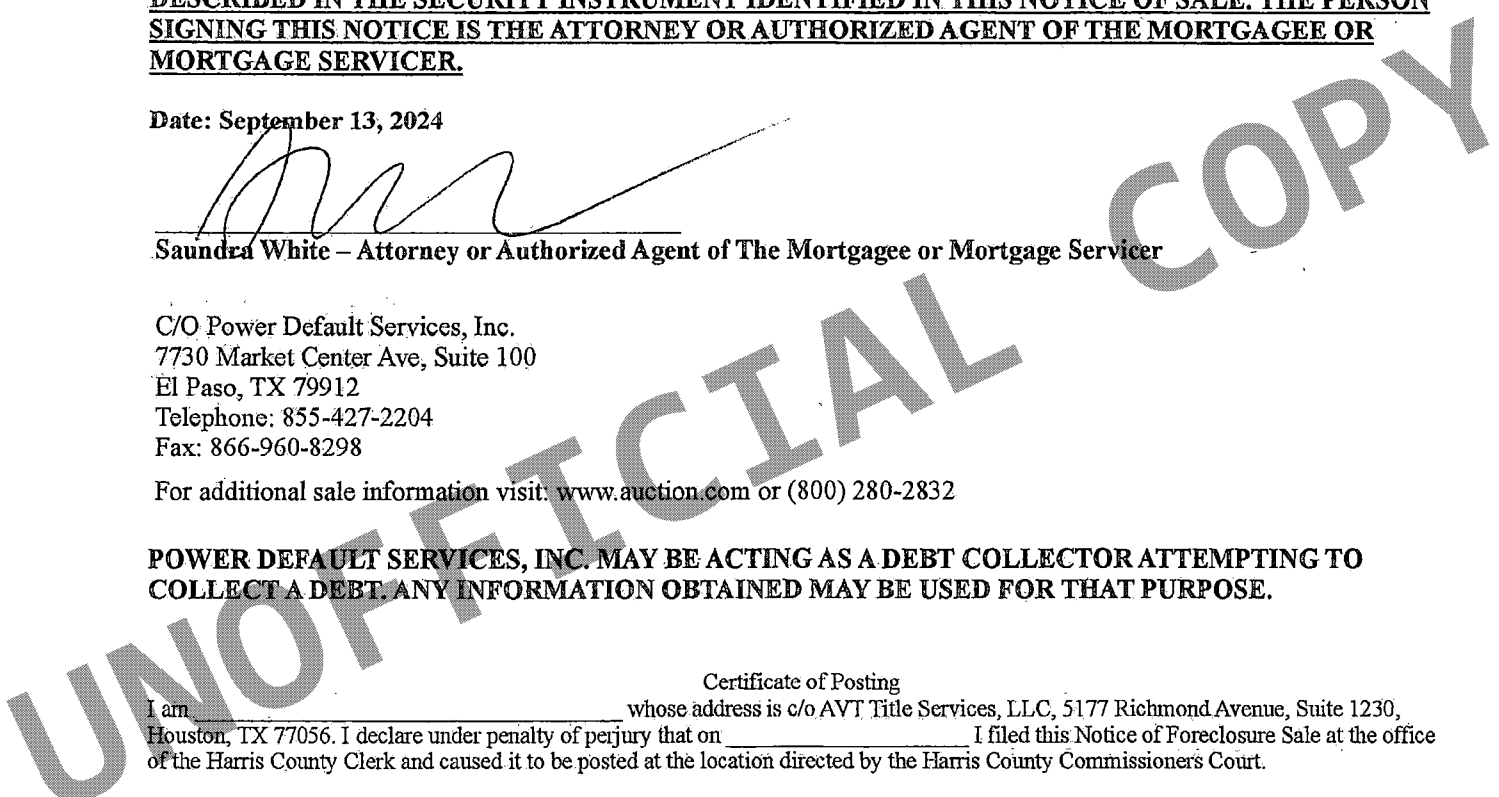 DESCRIBED IN THE SECURITY INSTRUMENT IDENTIFIED IN THIS NOTICE OF SALE. THE PERSON
SIGNING THIS NOTICE IS THE ATTORNEY OR AUTHORIZED AGENT OF THE MORTGAGEE OR
MORTGAGE SERVICER.
Date: September 13, 2024
Saundra White – Attorney or Authorized Agent of The Mortgagee or Mortgage Servicer
C/O Power Default Services, Inc.
7730 Market Center Ave, Suite 100
El Paso, TX 79912
Telephone: 855-427-2204
Fax: 866-960-8298
For additional sale information visit: www.auction.com or (800) 280-2832
POWER DEFAULT SERVICES, INC. MAY BE ACTING AS A DEBT COLLECTOR ATTEMPTING TO
COLLECT A DEBT. ANY INFORMATION OBTAINED MAY BE USED FOR THAT PURPOSE.
Certificate of Posting
I am ______________ whose address is c/o AVT Title Services, LLC, 5177 Richmond Avenue, Suite 1230,
Houston, TX 77056. I declare under penalty of perjury that on ______________ I filed this Notice of Foreclosure Sale at the office
of the Harris County Clerk and caused it to be posted at the location directed by the Harris County Commissioners Court.
UNOFFICIAL COPY